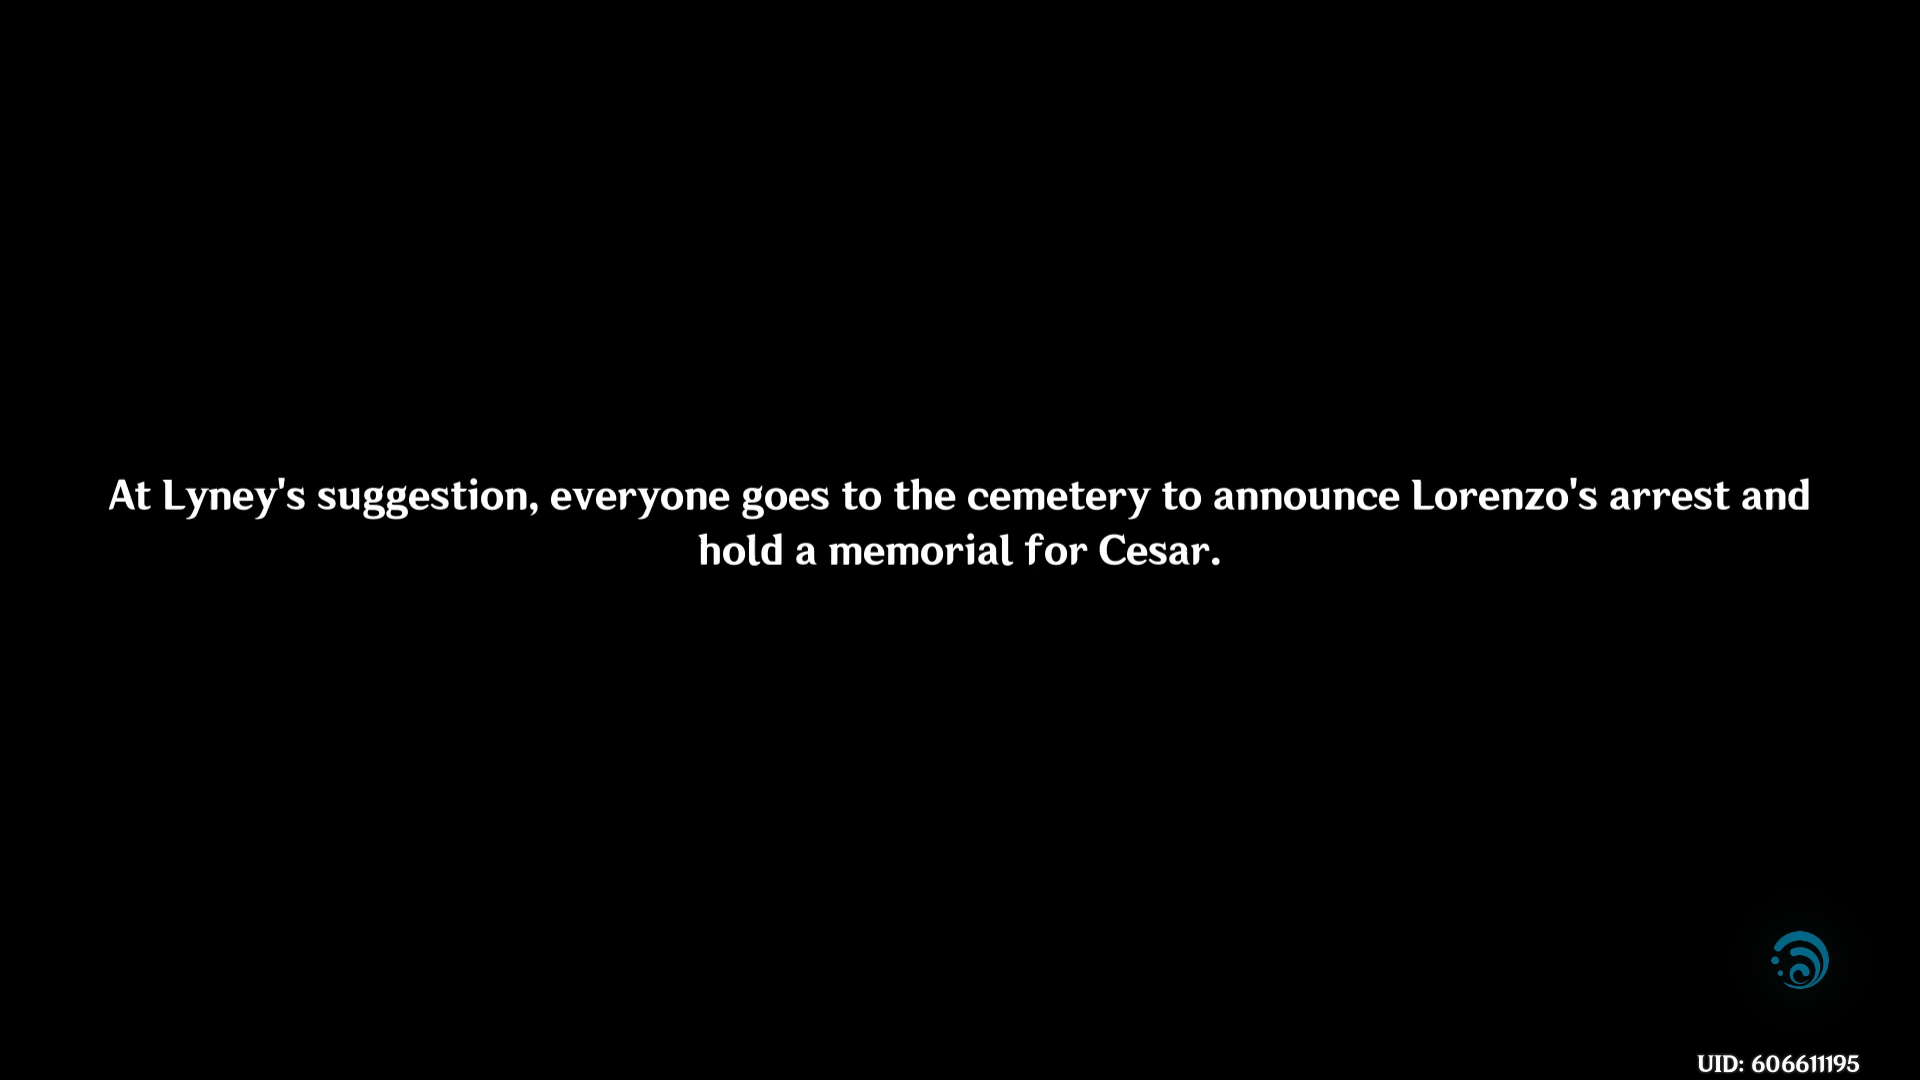 At Lyney's suggestion, everyone goes to the cemetery to announce Lorenzo's arrest and
hold a memorial for Cesar.
UID: 606611195